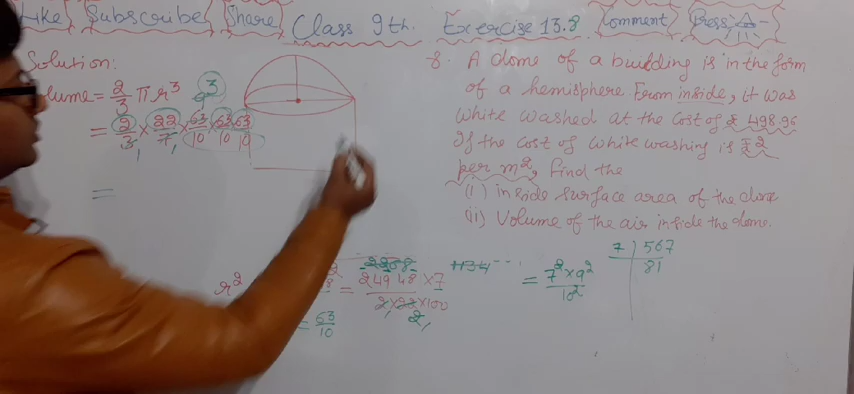 Like Subscribe Share Class 9th. Exercise 13.8 Comment Press
Solution:
lume = 2/3 πr³
= 2/3 × 22/7 × 63/10 × 63/10 × 63/10
=
8. A dome of a building is in the form
of a hemisphere From inside, it was
White washed at the cost of ₹ 498.96
If the cost of white washing is ₹2
per m², find the
(i) inside surface area of the dome
(ii) Volume of the air inside the dome.
r²
= 24948 × 7
= 7² × 9² / 10²
7 | 567
81
= 63/10